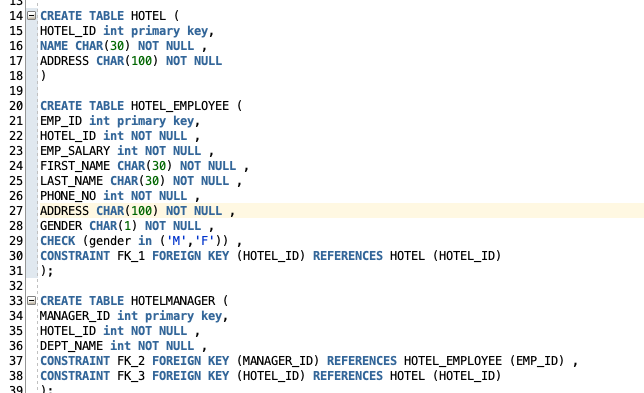 13
14 CREATE TABLE HOTEL (
15 HOTEL_ID int primary key,
16 NAME CHAR(30) NOT NULL ,
17 ADDRESS CHAR(100) NOT NULL
18 )
19
20 CREATE TABLE HOTEL_EMPLOYEE (
21 EMP_ID int primary key,
22 HOTEL_ID int NOT NULL ,
23 EMP_SALARY int NOT NULL ,
24 FIRST_NAME CHAR(30) NOT NULL ,
25 LAST_NAME CHAR(30) NOT NULL ,
26 PHONE_NO int NOT NULL ,
27 ADDRESS CHAR(100) NOT NULL ,
28 GENDER CHAR(1) NOT NULL ,
29 CHECK (gender in ('M','F')) ,
30 CONSTRAINT FK_1 FOREIGN KEY (HOTEL_ID) REFERENCES HOTEL (HOTEL_ID)
31 );
32
33 CREATE TABLE HOTELMANAGER (
34 MANAGER_ID int primary key,
35 HOTEL_ID int NOT NULL ,
36 DEPT_NAME int NOT NULL ,
37 CONSTRAINT FK_2 FOREIGN KEY (MANAGER_ID) REFERENCES HOTEL_EMPLOYEE (EMP_ID) ,
38 CONSTRAINT FK_3 FOREIGN KEY (HOTEL_ID) REFERENCES HOTEL (HOTEL_ID)
39 );